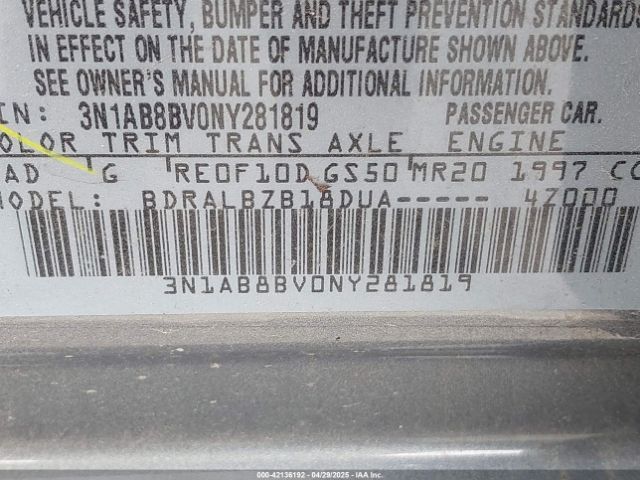 VEHICLE SAFETY, BUMPER AND THEFT PREVENTION STANDARDS
IN EFFECT ON THE DATE OF MANUFACTURE SHOWN ABOVE.
SEE OWNER'S MANUAL FOR ADDITIONAL INFORMATION
IN: 3N1AB8BV0NY281819 PASSENGER CAR.
OLOR TRIM TRANS AXLE ENGINE
AD G RE0F10D GS50 MR20 1997 CC
MODEL: BDRALBZB18DUA----- 47000
3N1AB8BV0NY281819
000-42136192 - 04/29/2025 - IAA Inc.